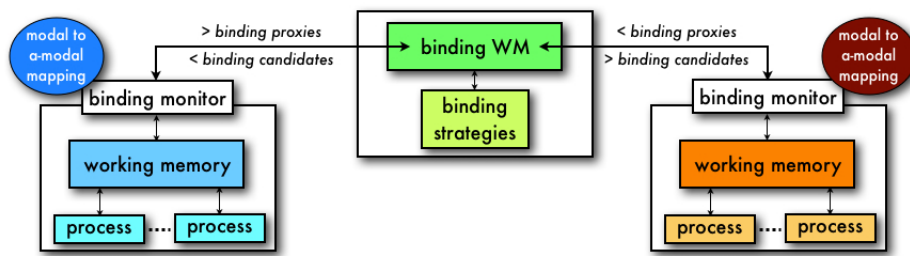 modal to
a-modal
mapping
> binding proxies
< binding candidates
binding WM
< binding proxies
> binding candidates
modal to
a-modal
mapping
binding monitor
binding
strategies
binding monitor
working memory
working memory
process .... process
process .... process